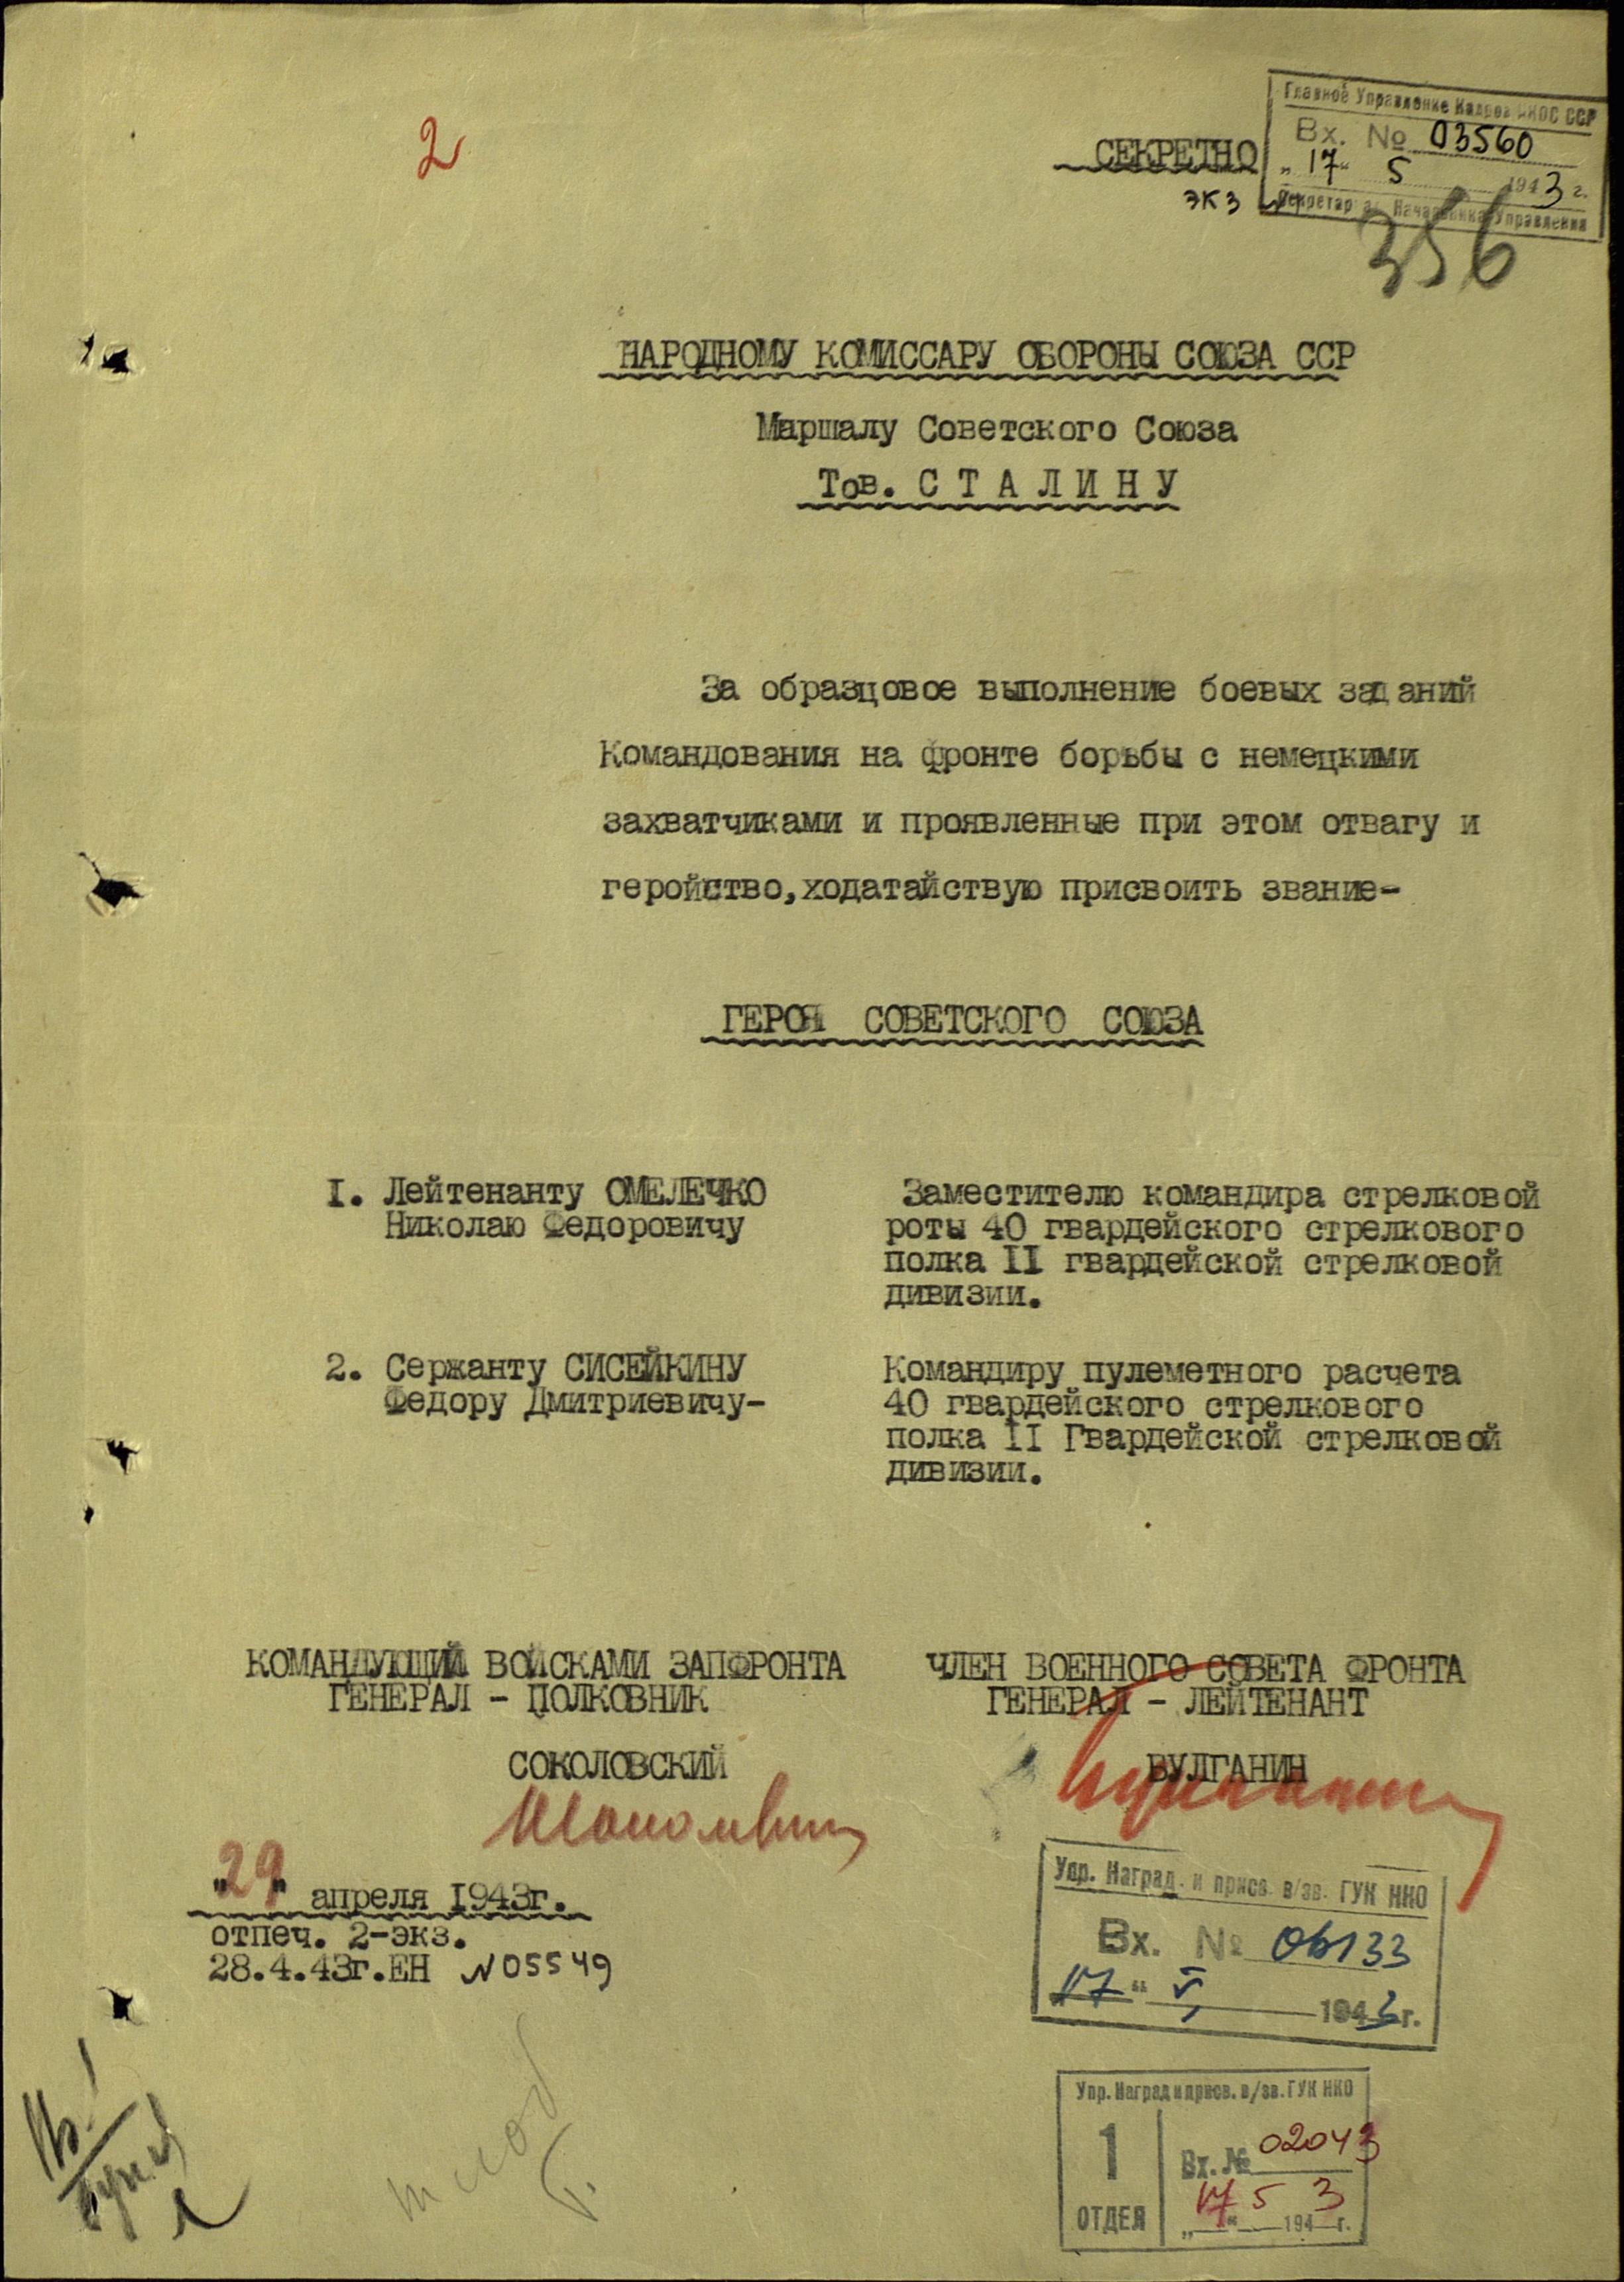 2
СЕКРЕТНО
экз
Главное Управление Кадров НКОС ССР
Вх. № 03560
„17“ 5 1943 г.
Секретариат Начальника Управления
356
НАРОДНОМУ КОМИССАРУ ОБОРОНЫ СОЮЗА ССР
Маршалу Советского Союза
Тов. С Т А Л И Н У
За образцовое выполнение боевых заданий
Командования на фронте борьбы с немецкими
захватчиками и проявленные при этом отвагу и
геройство,ходатайствую присвоить звание-
ГЕРОЯ СОВЕТСКОГО СОЮЗА
I. Лейтенанту ОМЕЛЕЧКО
Николаю Федоровичу
Заместителю командира стрелковой
роты 40 гвардейского стрелкового
полка II гвардейской стрелковой
дивизии.
2. Сержанту СИСЕЙКИНУ
Федору Дмитриевичу-
Командиру пулеметного расчета
40 гвардейского стрелкового
полка II Гвардейской стрелковой
дивизии.
КОМАНДУЮЩИЙ ВОЙСКАМИ ЗАПФРОНТА
ГЕНЕРАЛ - ПОЛКОВНИК
СОКОЛОВСКИЙ
ЧЛЕН ВОЕННОГО СОВЕТА ФРОНТА
ГЕНЕРАЛ - ЛЕЙТЕНАНТ
БУЛГАНИН
"29" апреля 1943г.
отпеч. 2-экз.
28.4.43г.ЕН N05549
Упр. Наград. и присв. в/зв. ГУК НКО
Вх. № 06133
17 “ V 1943г.
Упр. Наград и присв. в/зв. ГУК НКО
1
ОТДЕЛ
Вх. № 02043
„17“ 5 1943 г.